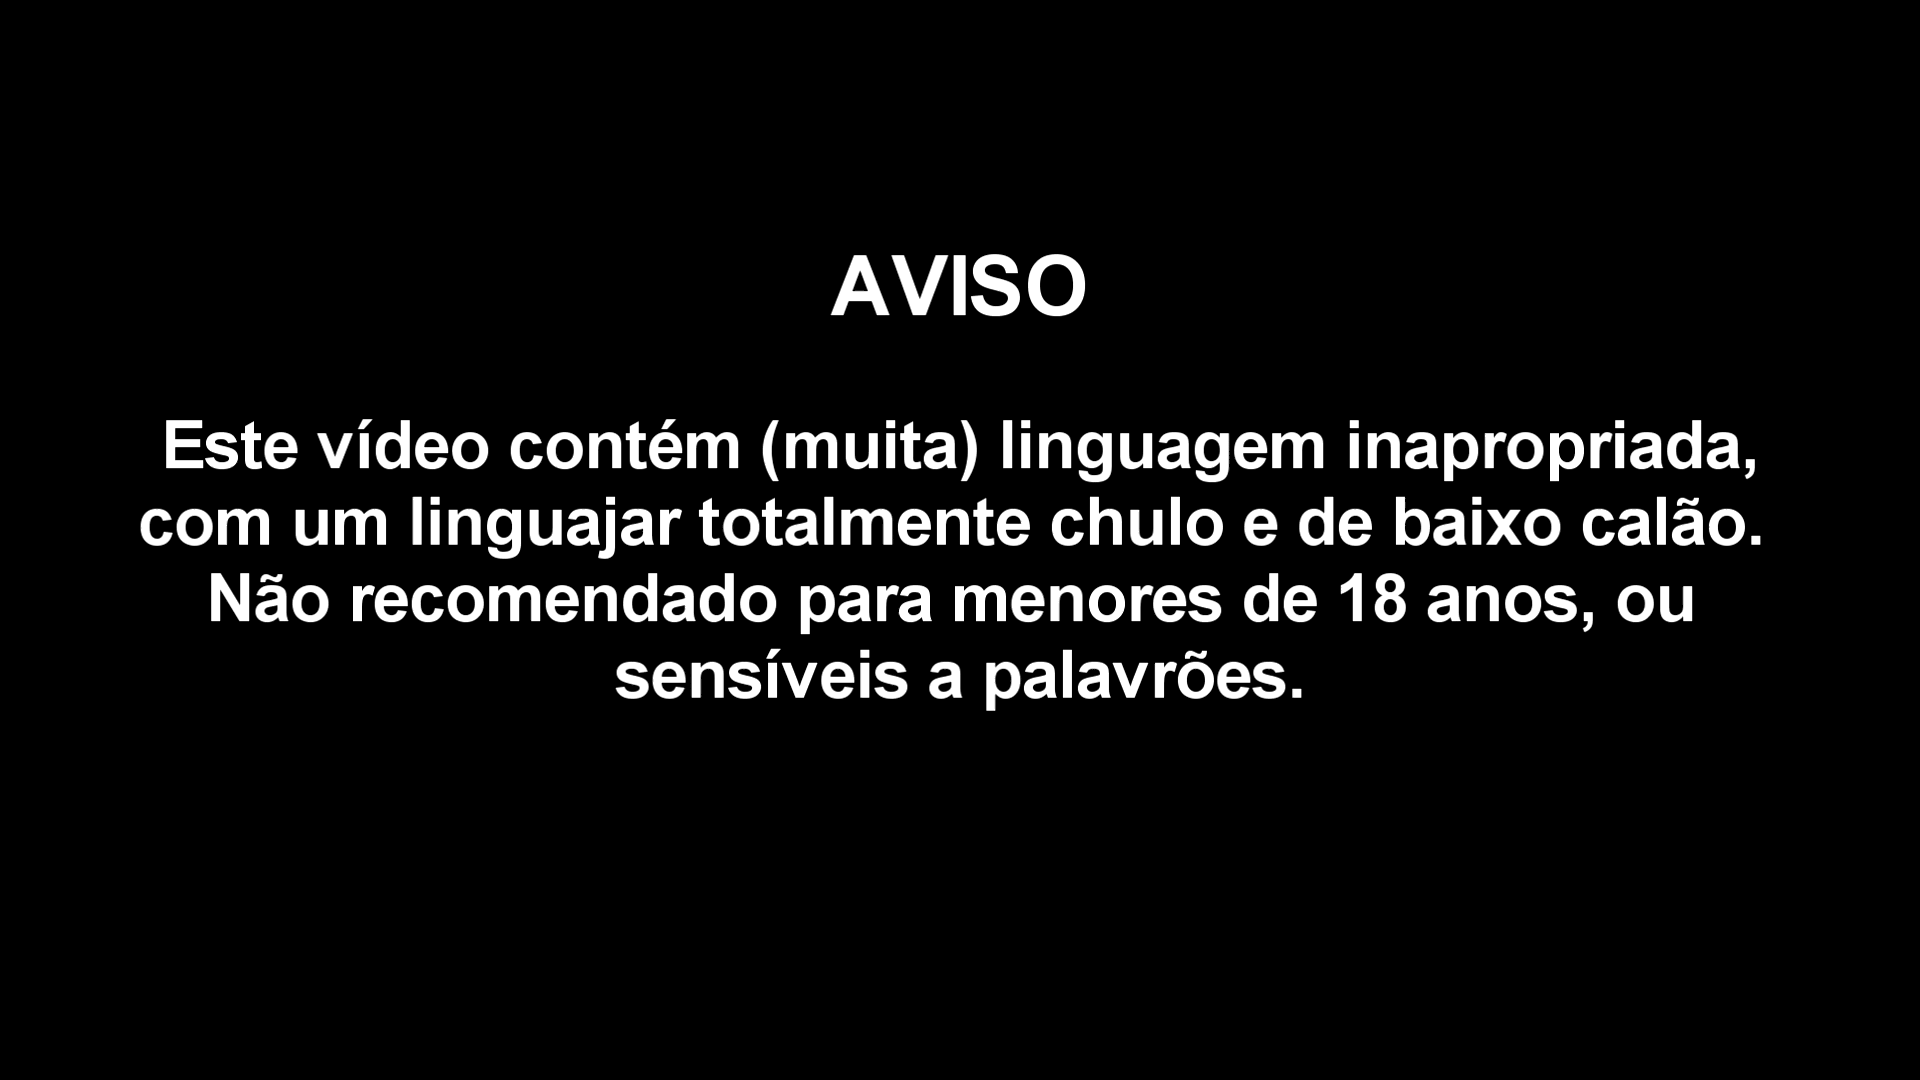 AVISO
Este vídeo contém (muita) linguagem inapropriada,
com um linguajar totalmente chulo e de baixo calão.
Não recomendado para menores de 18 anos, ou
sensíveis a palavrões.